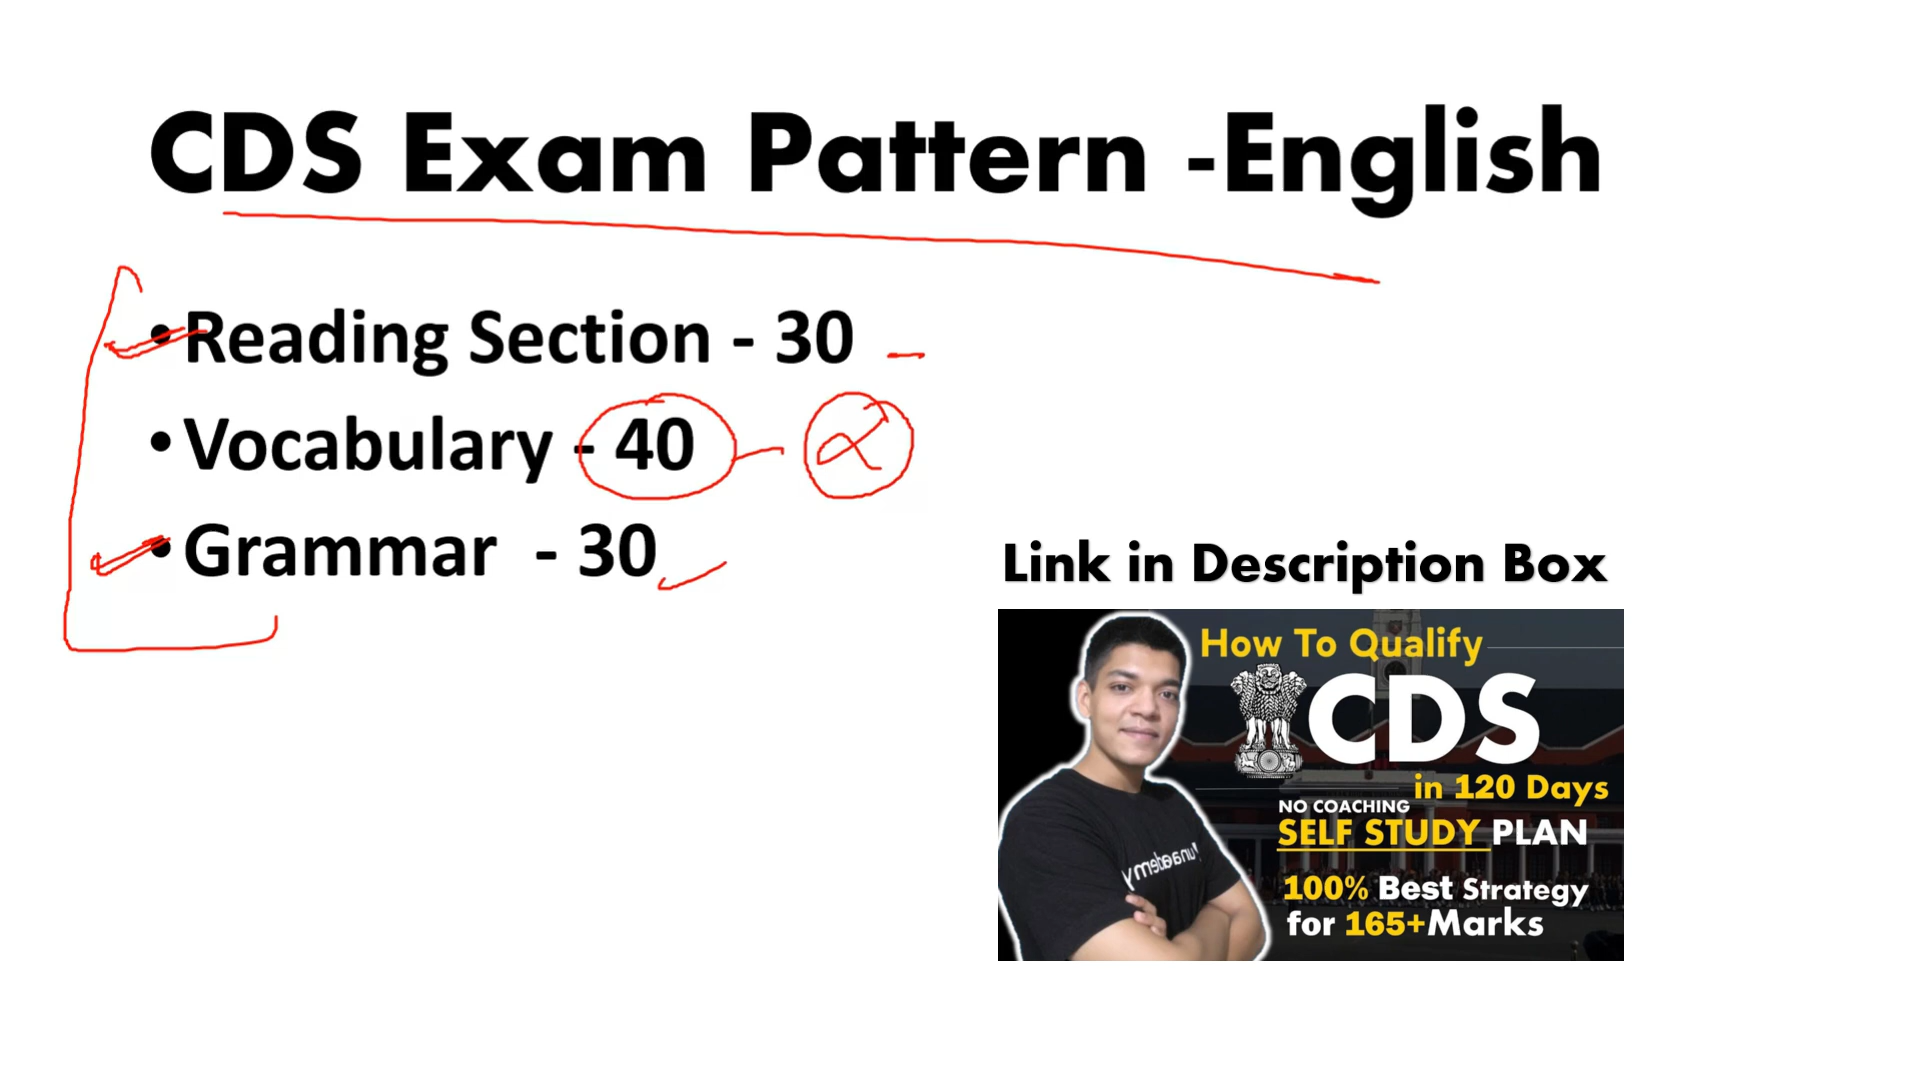 CDS Exam Pattern -English
• Reading Section - 30
• Vocabulary - 40 - α
• Grammar - 30
Link in Description Box
How To Qualify
CDS
in 120 Days
NO COACHING
SELF STUDY PLAN
100% Best Strategy
for 165+Marks
unacademy